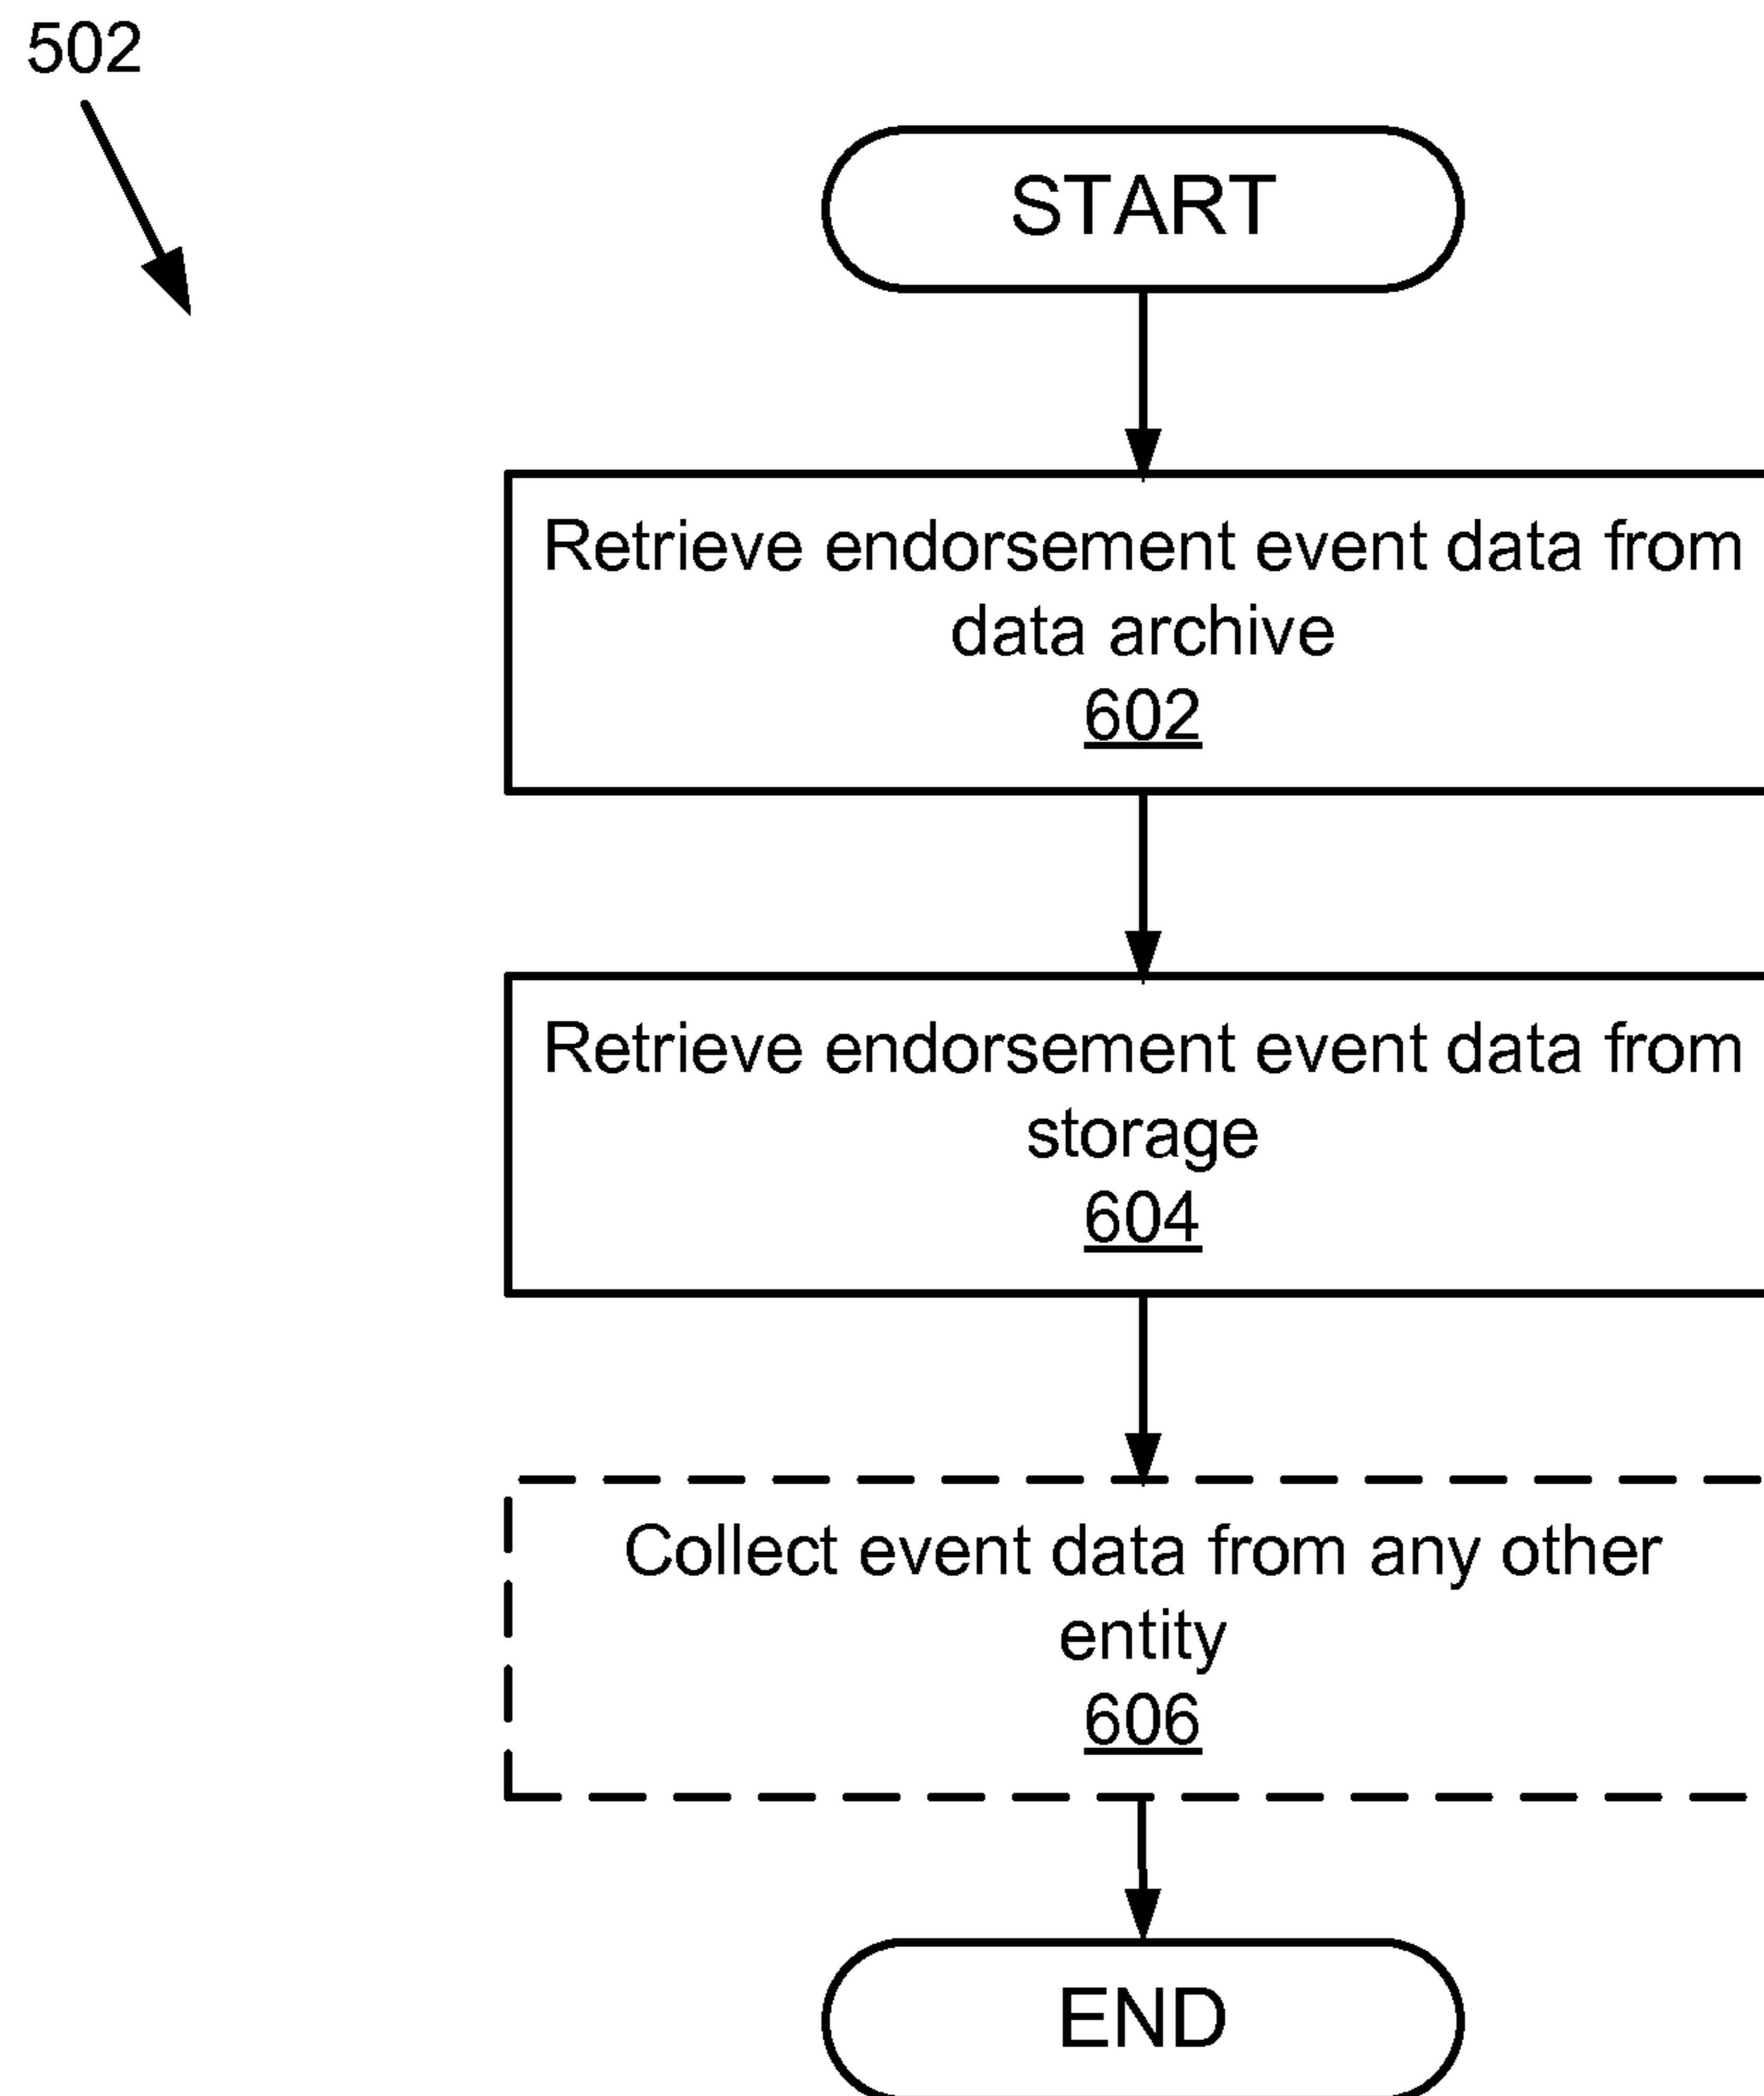 502
START
Retrieve endorsement event data from
data archive
602
Retrieve endorsement event data from
storage
604
Collect event data from any other
entity
606
END